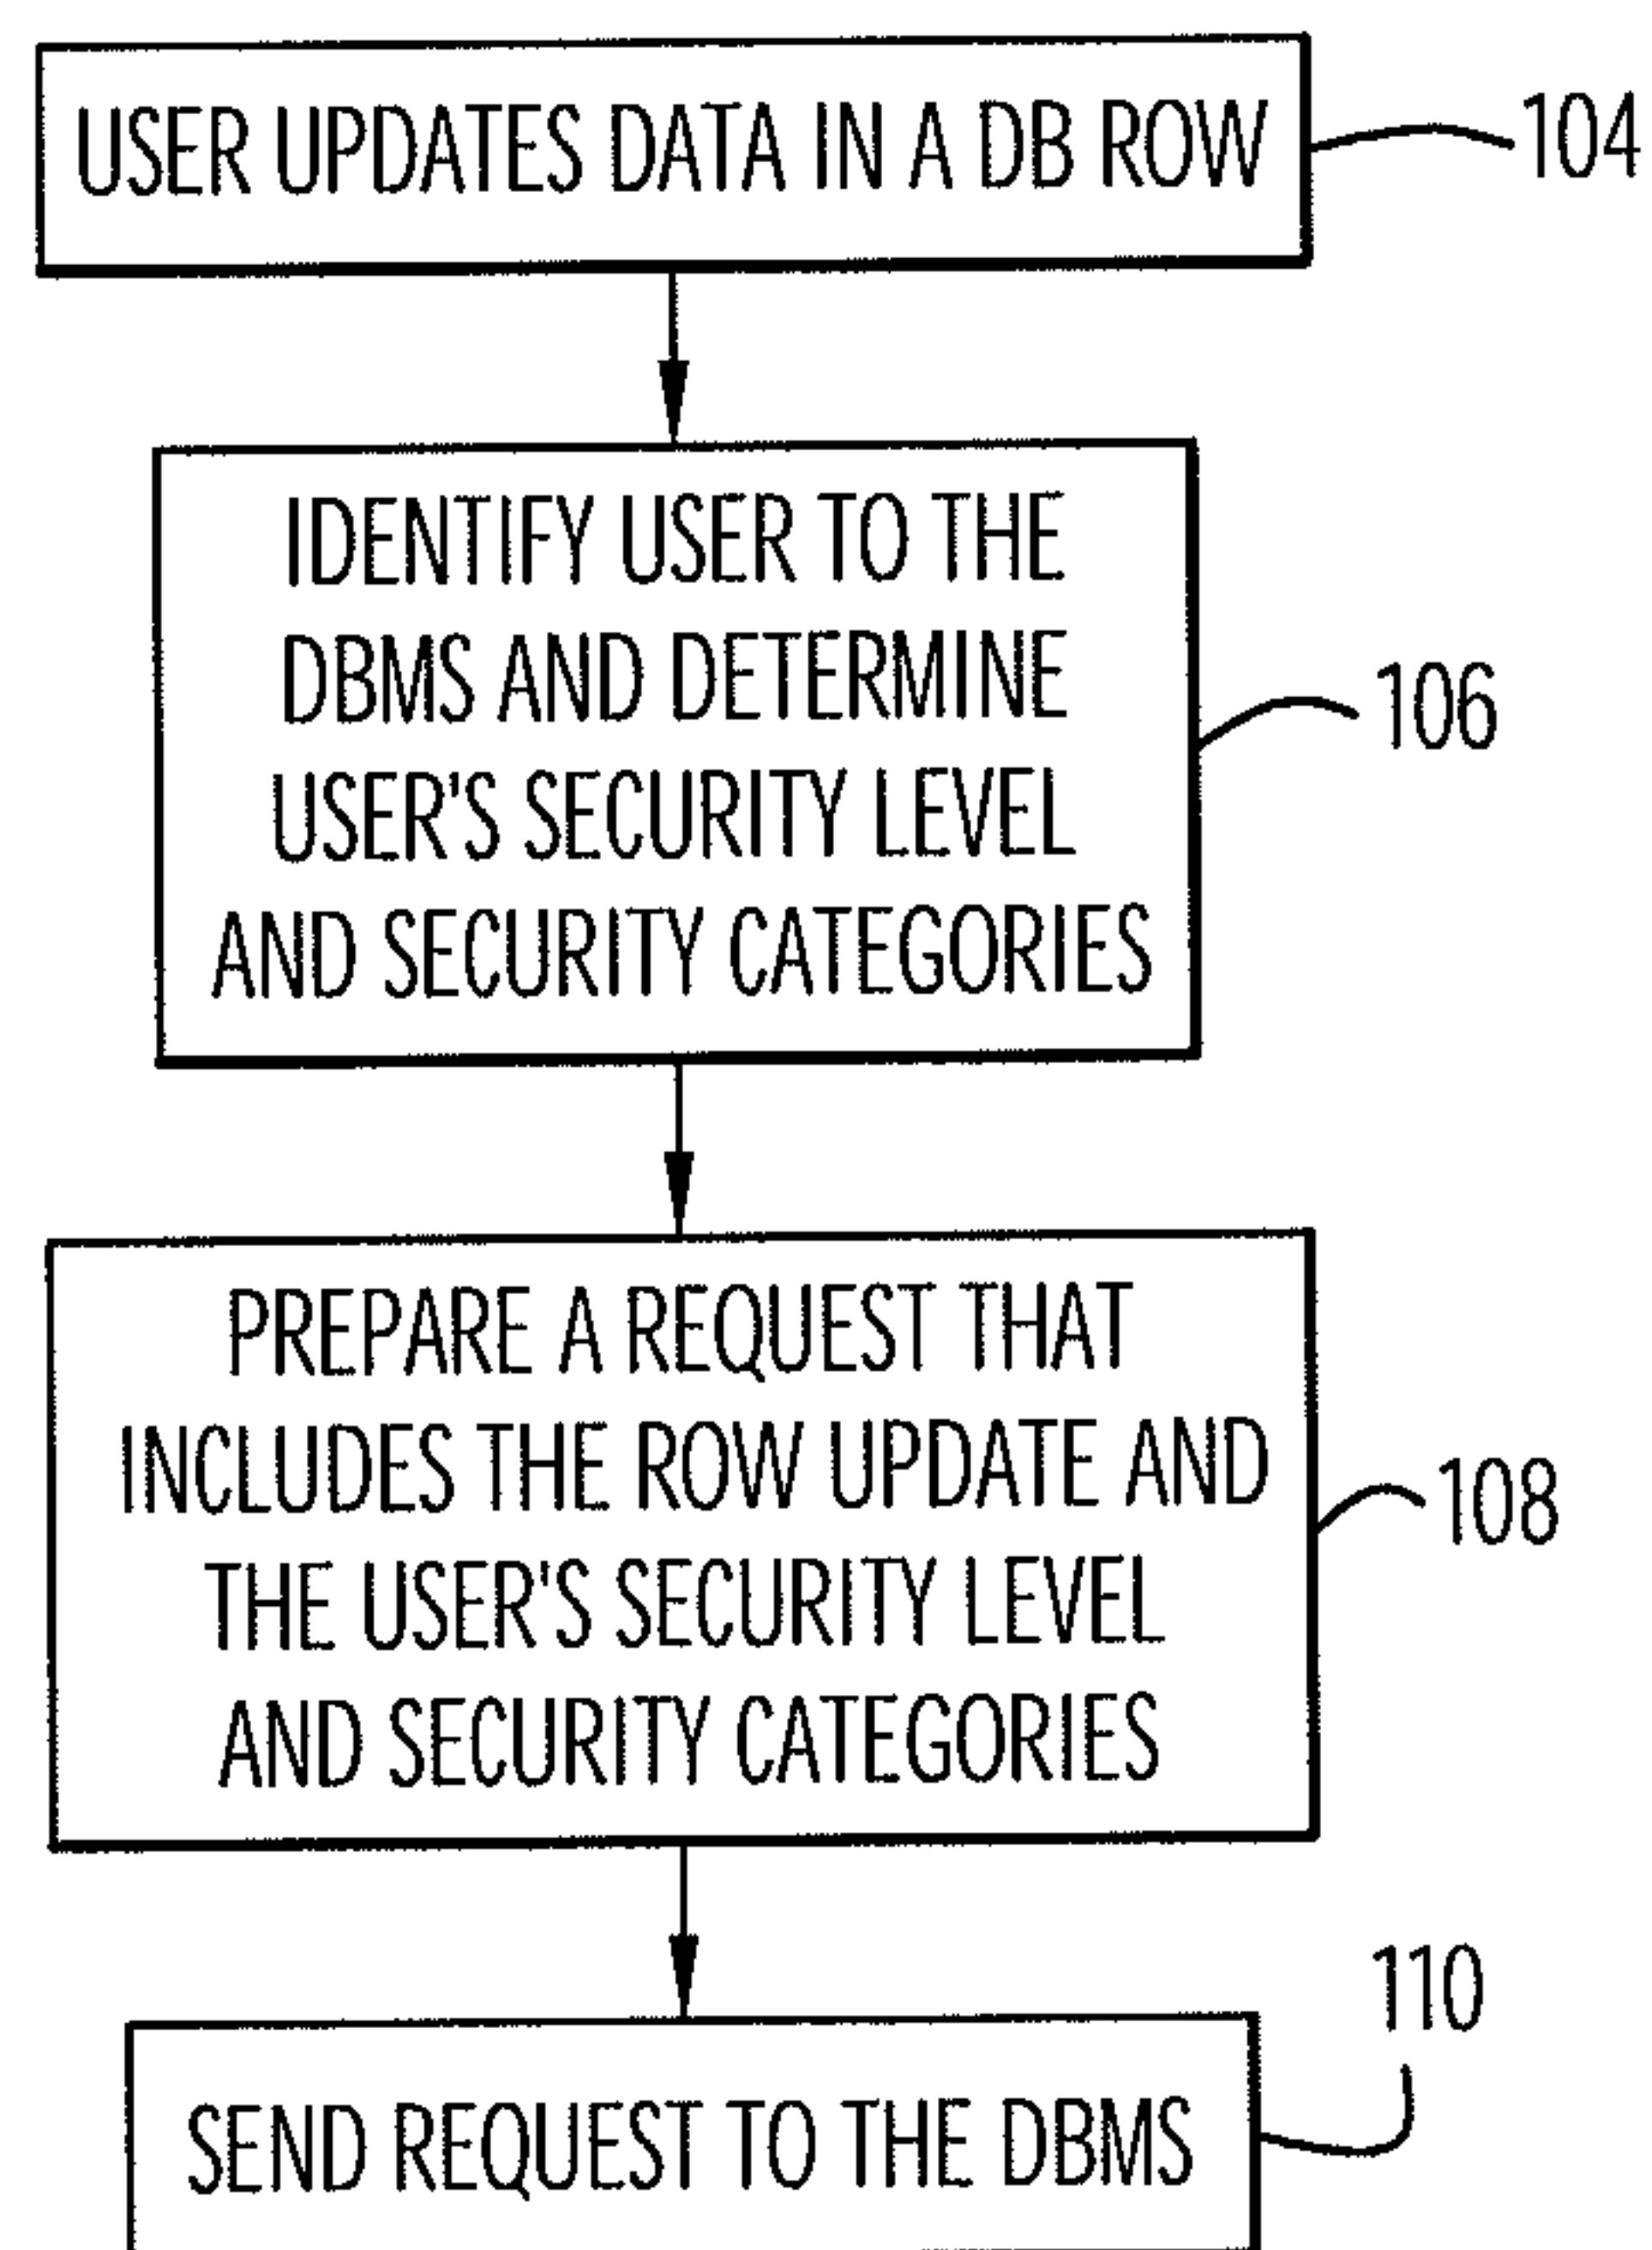 USER UPDATES DATA IN A DB ROW
104
IDENTIFY USER TO THE
DBMS AND DETERMINE
USER'S SECURITY LEVEL
AND SECURITY CATEGORIES
106
PREPARE A REQUEST THAT
INCLUDES THE ROW UPDATE AND
THE USER'S SECURITY LEVEL
AND SECURITY CATEGORIES
108
110
SEND REQUEST TO THE DBMS